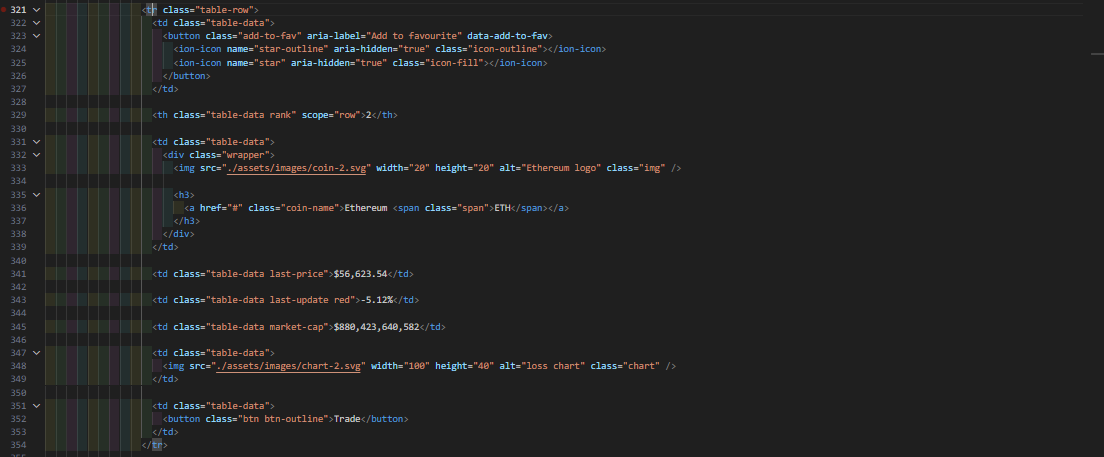 321 <tr class="table-row">
322 <td class="table-data">
323 <button class="add-to-fav" aria-label="Add to favourite" data-add-to-fav>
324 <ion-icon name="star-outline" aria-hidden="true" class="icon-outline"></ion-icon>
325 <ion-icon name="star" aria-hidden="true" class="icon-fill"></ion-icon>
326 </button>
327 </td>
328
329 <th class="table-data rank" scope="row">2</th>
330
331 <td class="table-data">
332 <div class="wrapper">
333 <img src="./assets/images/coin-2.svg" width="20" height="20" alt="Ethereum logo" class="img" />
334
335 <h3>
336 <a href="#" class="coin-name">Ethereum <span class="span">ETH</span></a>
337 </h3>
338 </div>
339 </td>
340
341 <td class="table-data last-price">$56,623.54</td>
342
343 <td class="table-data last-update red">-5.12%</td>
344
345 <td class="table-data market-cap">$880,423,640,582</td>
346
347 <td class="table-data">
348 <img src="./assets/images/chart-2.svg" width="100" height="40" alt="loss chart" class="chart" />
349 </td>
350
351 <td class="table-data">
352 <button class="btn btn-outline">Trade</button>
353 </td>
354 </tr>